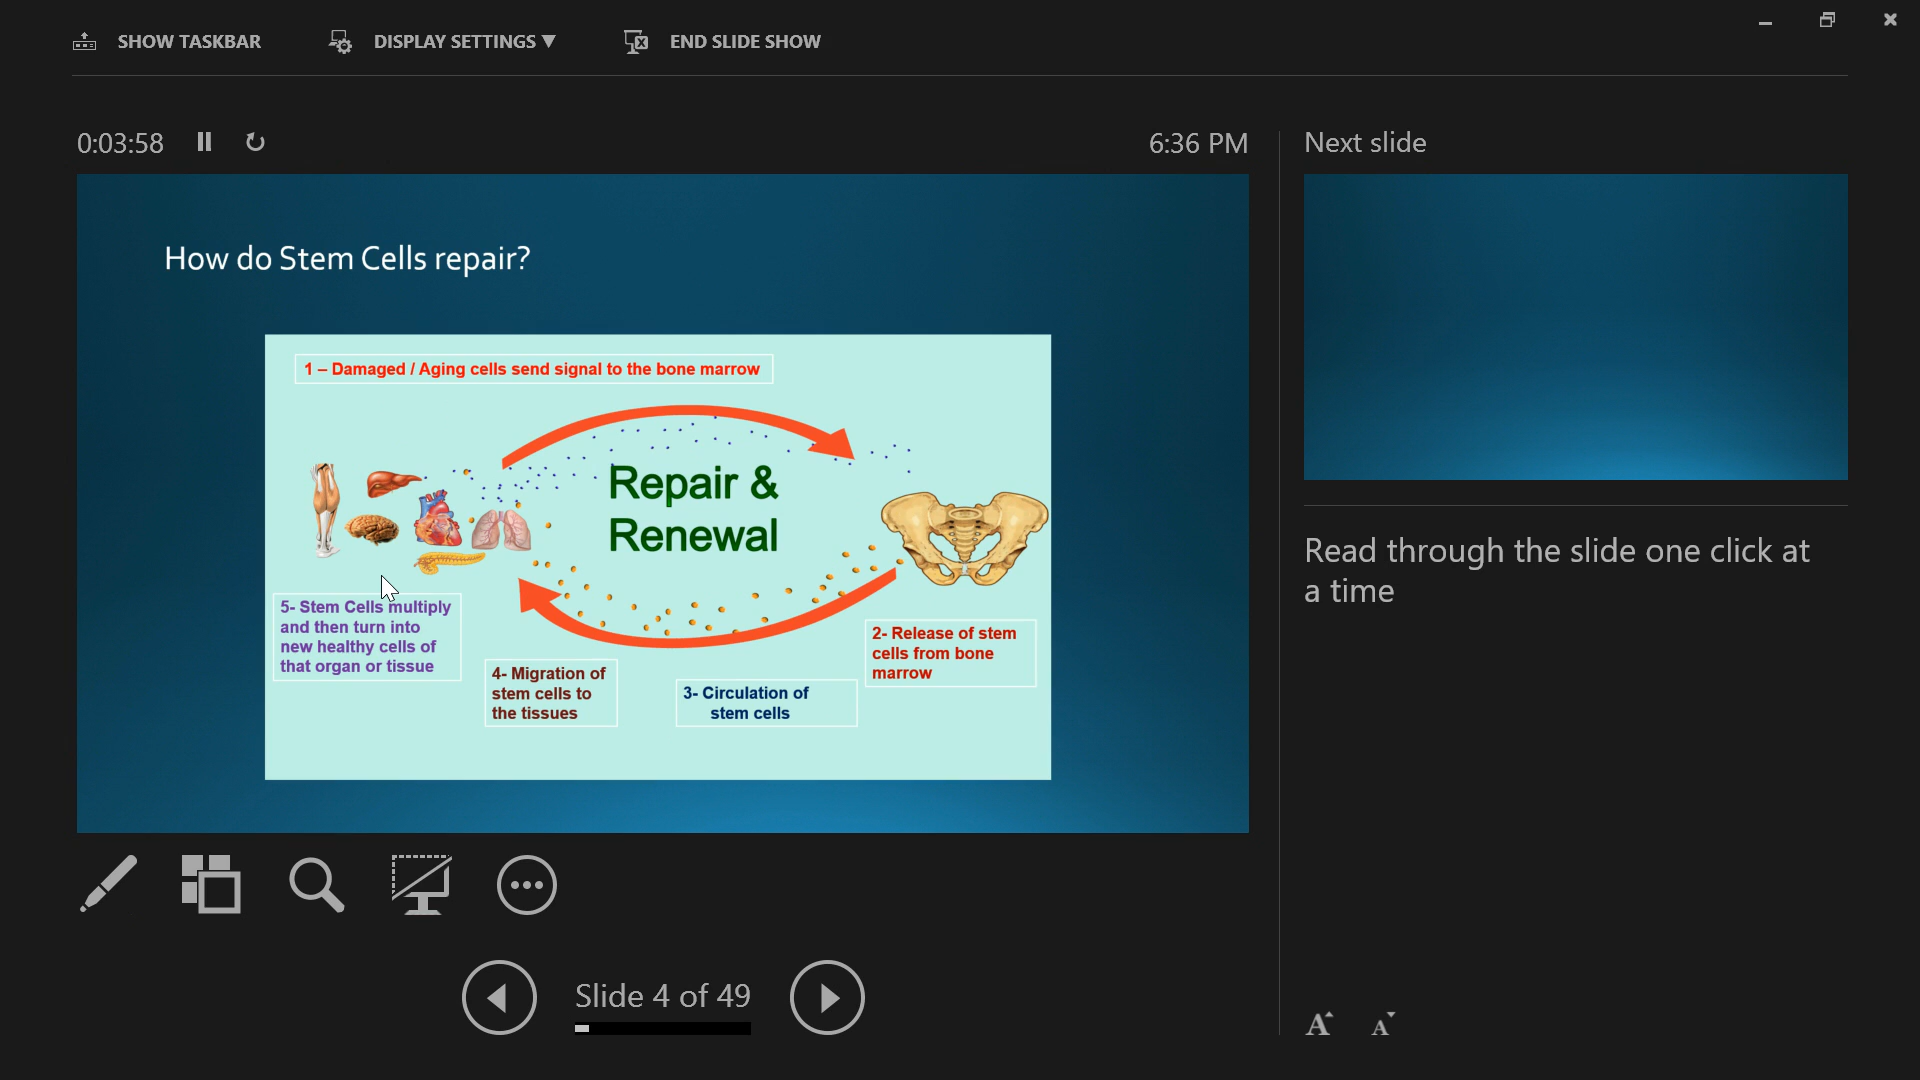 SHOW TASKBAR
DISPLAY SETTINGS ▼
END SLIDE SHOW
0:03:58
6:36 PM
Next slide
How do Stem Cells repair?
1 – Damaged / Aging cells send signal to the bone marrow
Repair &
Renewal
5- Stem Cells multiply
and then turn into
new healthy cells of
that organ or tissue
4- Migration of
stem cells to
the tissues
3- Circulation of
stem cells
2- Release of stem
cells from bone
marrow
Read through the slide one click at
a time
Slide 4 of 49
A
A